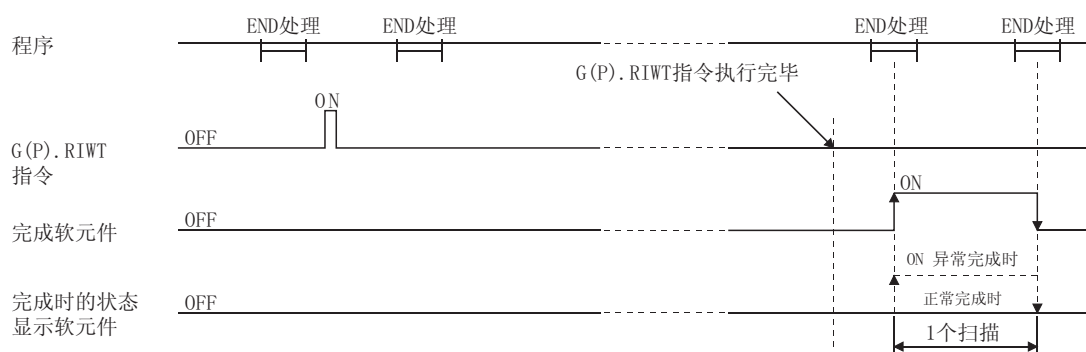 END处理
END处理
END处理
END处理
程序
G(P).RIWT指令执行完毕
ON
OFF
G(P).RIWT
指令
ON
OFF
完成软元件
ON 异常完成时
完成时的状态
显示软元件
OFF
正常完成时
1个扫描